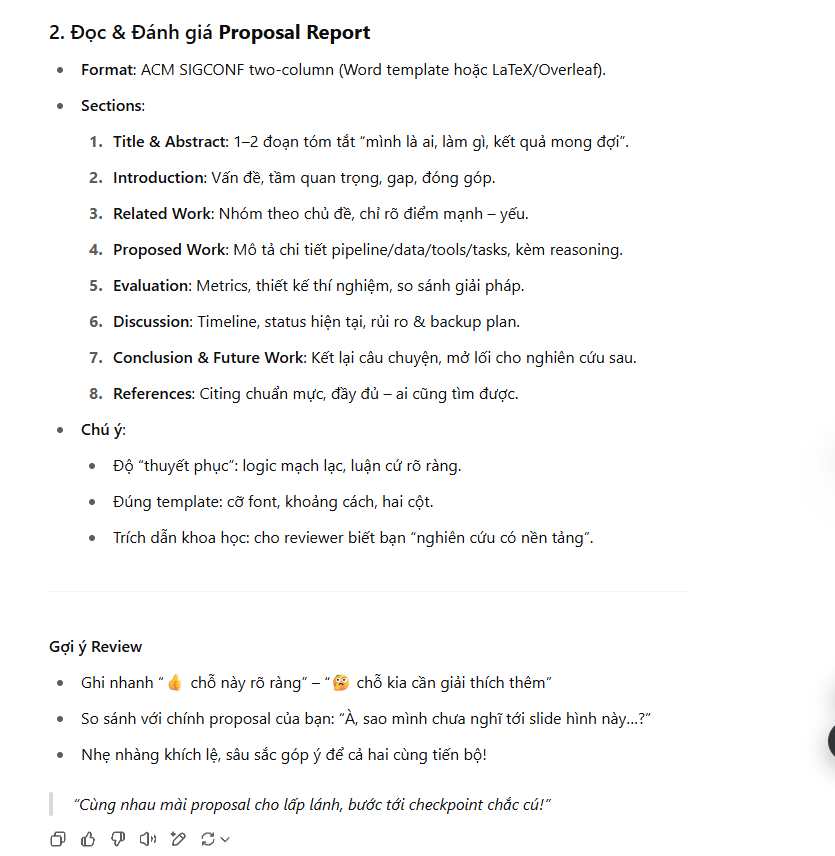 2. Đọc & Đánh giá Proposal Report
Format: ACM SIGCONF two-column (Word template hoặc LaTeX/Overleaf).
Sections:
1. Title & Abstract: 1–2 đoạn tóm tắt “mình là ai, làm gì, kết quả mong đợi”.
2. Introduction: Vấn đề, tầm quan trọng, gap, đóng góp.
3. Related Work: Nhóm theo chủ đề, chỉ rõ điểm mạnh – yếu.
4. Proposed Work: Mô tả chi tiết pipeline/data/tools/tasks, kèm reasoning.
5. Evaluation: Metrics, thiết kế thí nghiệm, so sánh giải pháp.
6. Discussion: Timeline, status hiện tại, rủi ro & backup plan.
7. Conclusion & Future Work: Kết lại câu chuyện, mở lối cho nghiên cứu sau.
8. References: Citing chuẩn mực, đầy đủ – ai cũng tìm được.
Chú ý:
Độ “thuyết phục”: logic mạch lạc, luận cứ rõ ràng.
Đúng template: cỡ font, khoảng cách, hai cột.
Trích dẫn khoa học: cho reviewer biết bạn “nghiên cứu có nền tảng”.
Gợi ý Review
Ghi nhanh “👍 chỗ này rõ ràng” – “🤔 chỗ kia cần giải thích thêm”
So sánh với chính proposal của bạn: “À, sao mình chưa nghĩ tới slide hình này…?”
Nhẹ nhàng khích lệ, sâu sắc góp ý để cả hai cùng tiến bộ!
“Cùng nhau mài proposal cho lấp lánh, bước tới checkpoint chắc cú!”